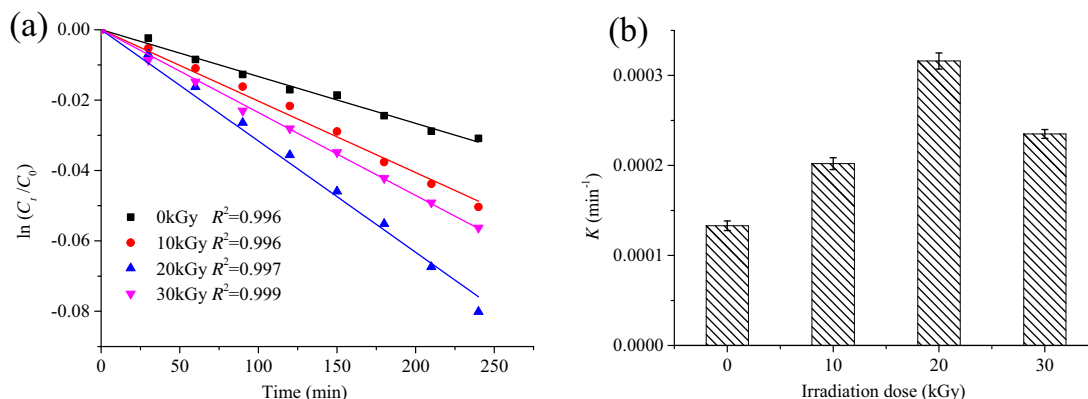 (a)
0.00
-0.02
-0.04
-0.06
-0.08
ln (Ct /C0)
0kGy R²=0.996
10kGy R²=0.996
20kGy R²=0.997
30kGy R²=0.999
0 50 100 150 200 250
Time (min)
(b)
0.0003
0.0002
0.0001
0.0000
K (min⁻¹)
0 10 20 30
Irradiation dose (kGy)